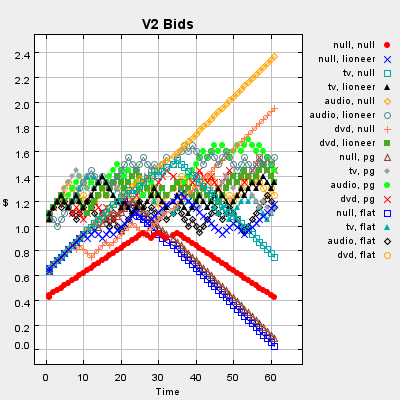 V2 Bids
2.4
2.2
2.0
1.8
1.6
1.4
1.2
1.0
0.8
0.6
0.4
0.2
0.0
$
0 10 20 30 40 50 60
Time
null, null
null, lioneer
tv, null
tv, lioneer
audio, null
audio, lioneer
dvd, null
dvd, lioneer
null, pg
tv, pg
audio, pg
dvd, pg
null, flat
tv, flat
audio, flat
dvd, flat